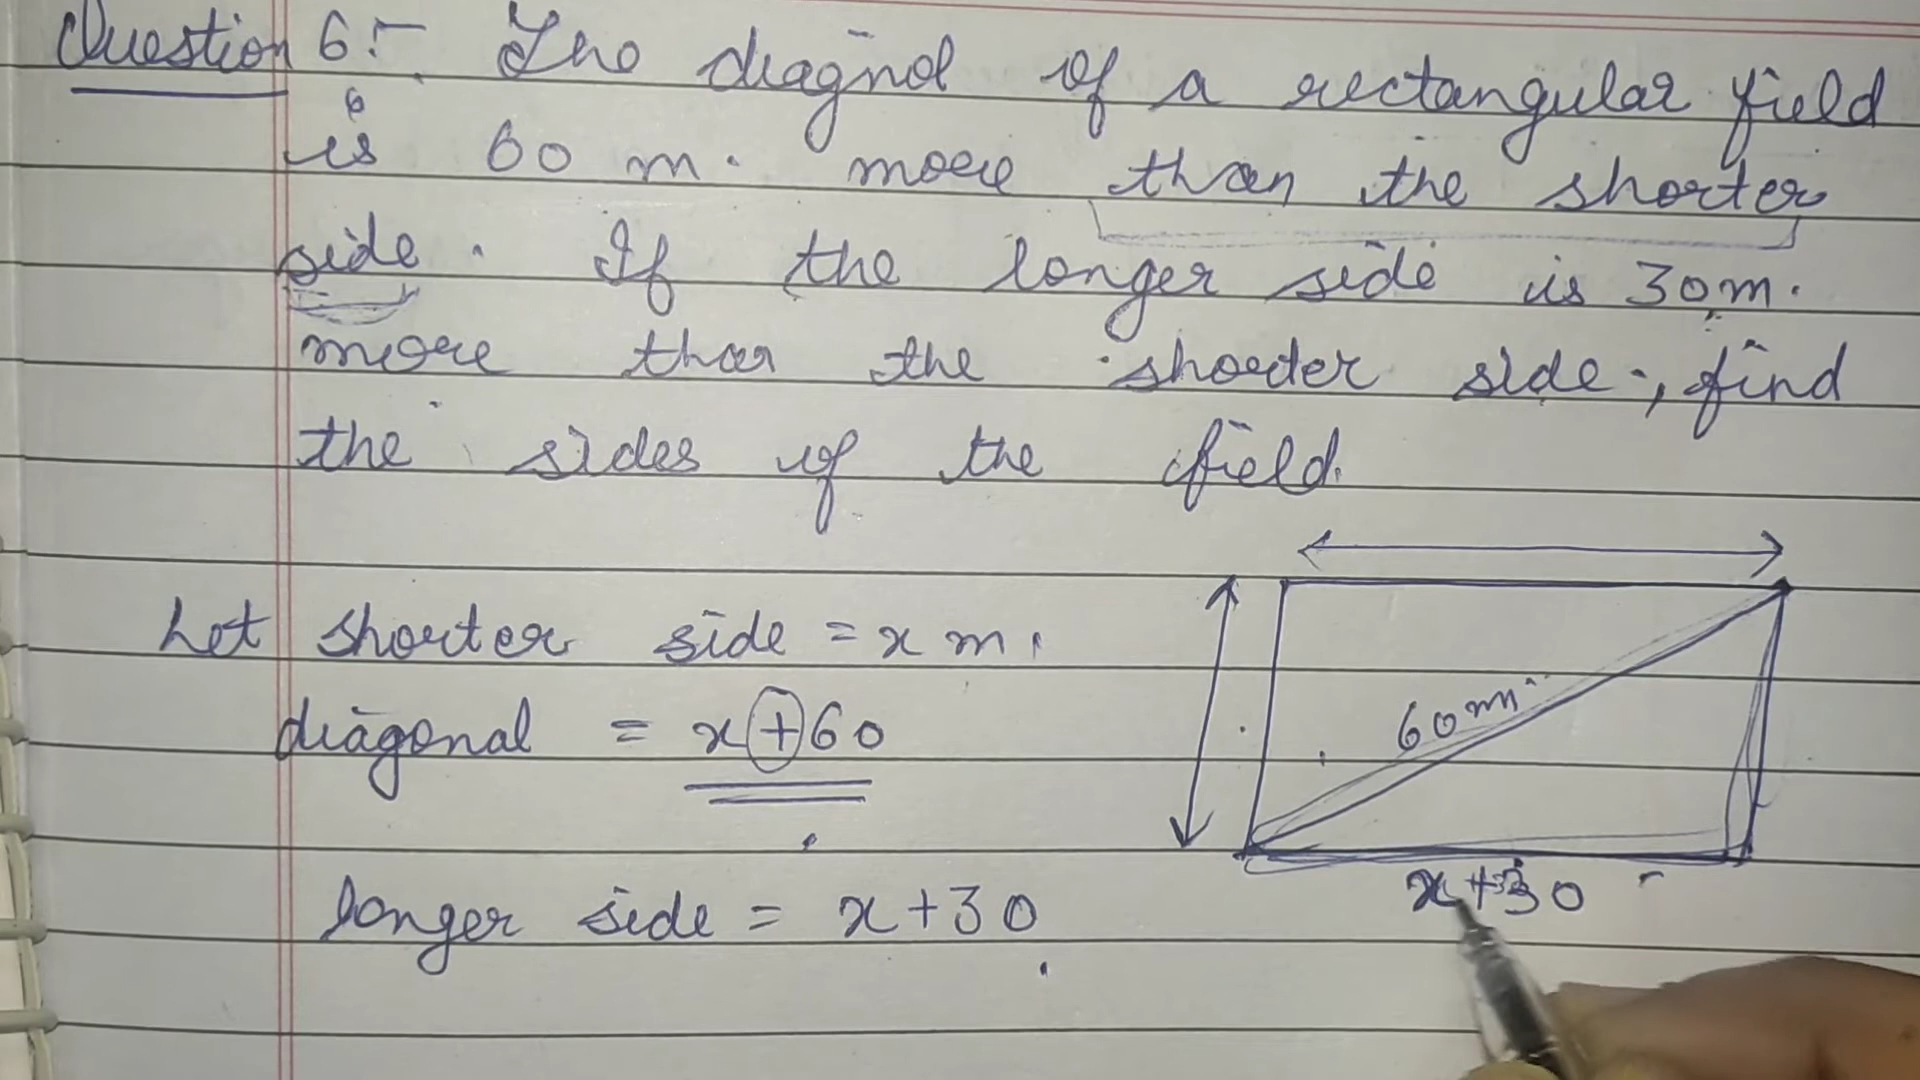 Question 6:- The diagnol of a rectangular field
is 60 m. more than the shorter
side. If the longer side is 30m.
more than the shorter side, find
the sides of the field.
Let shorter side = x m.
diagonal = x + 60
60m
longer side = x + 30
x + 30